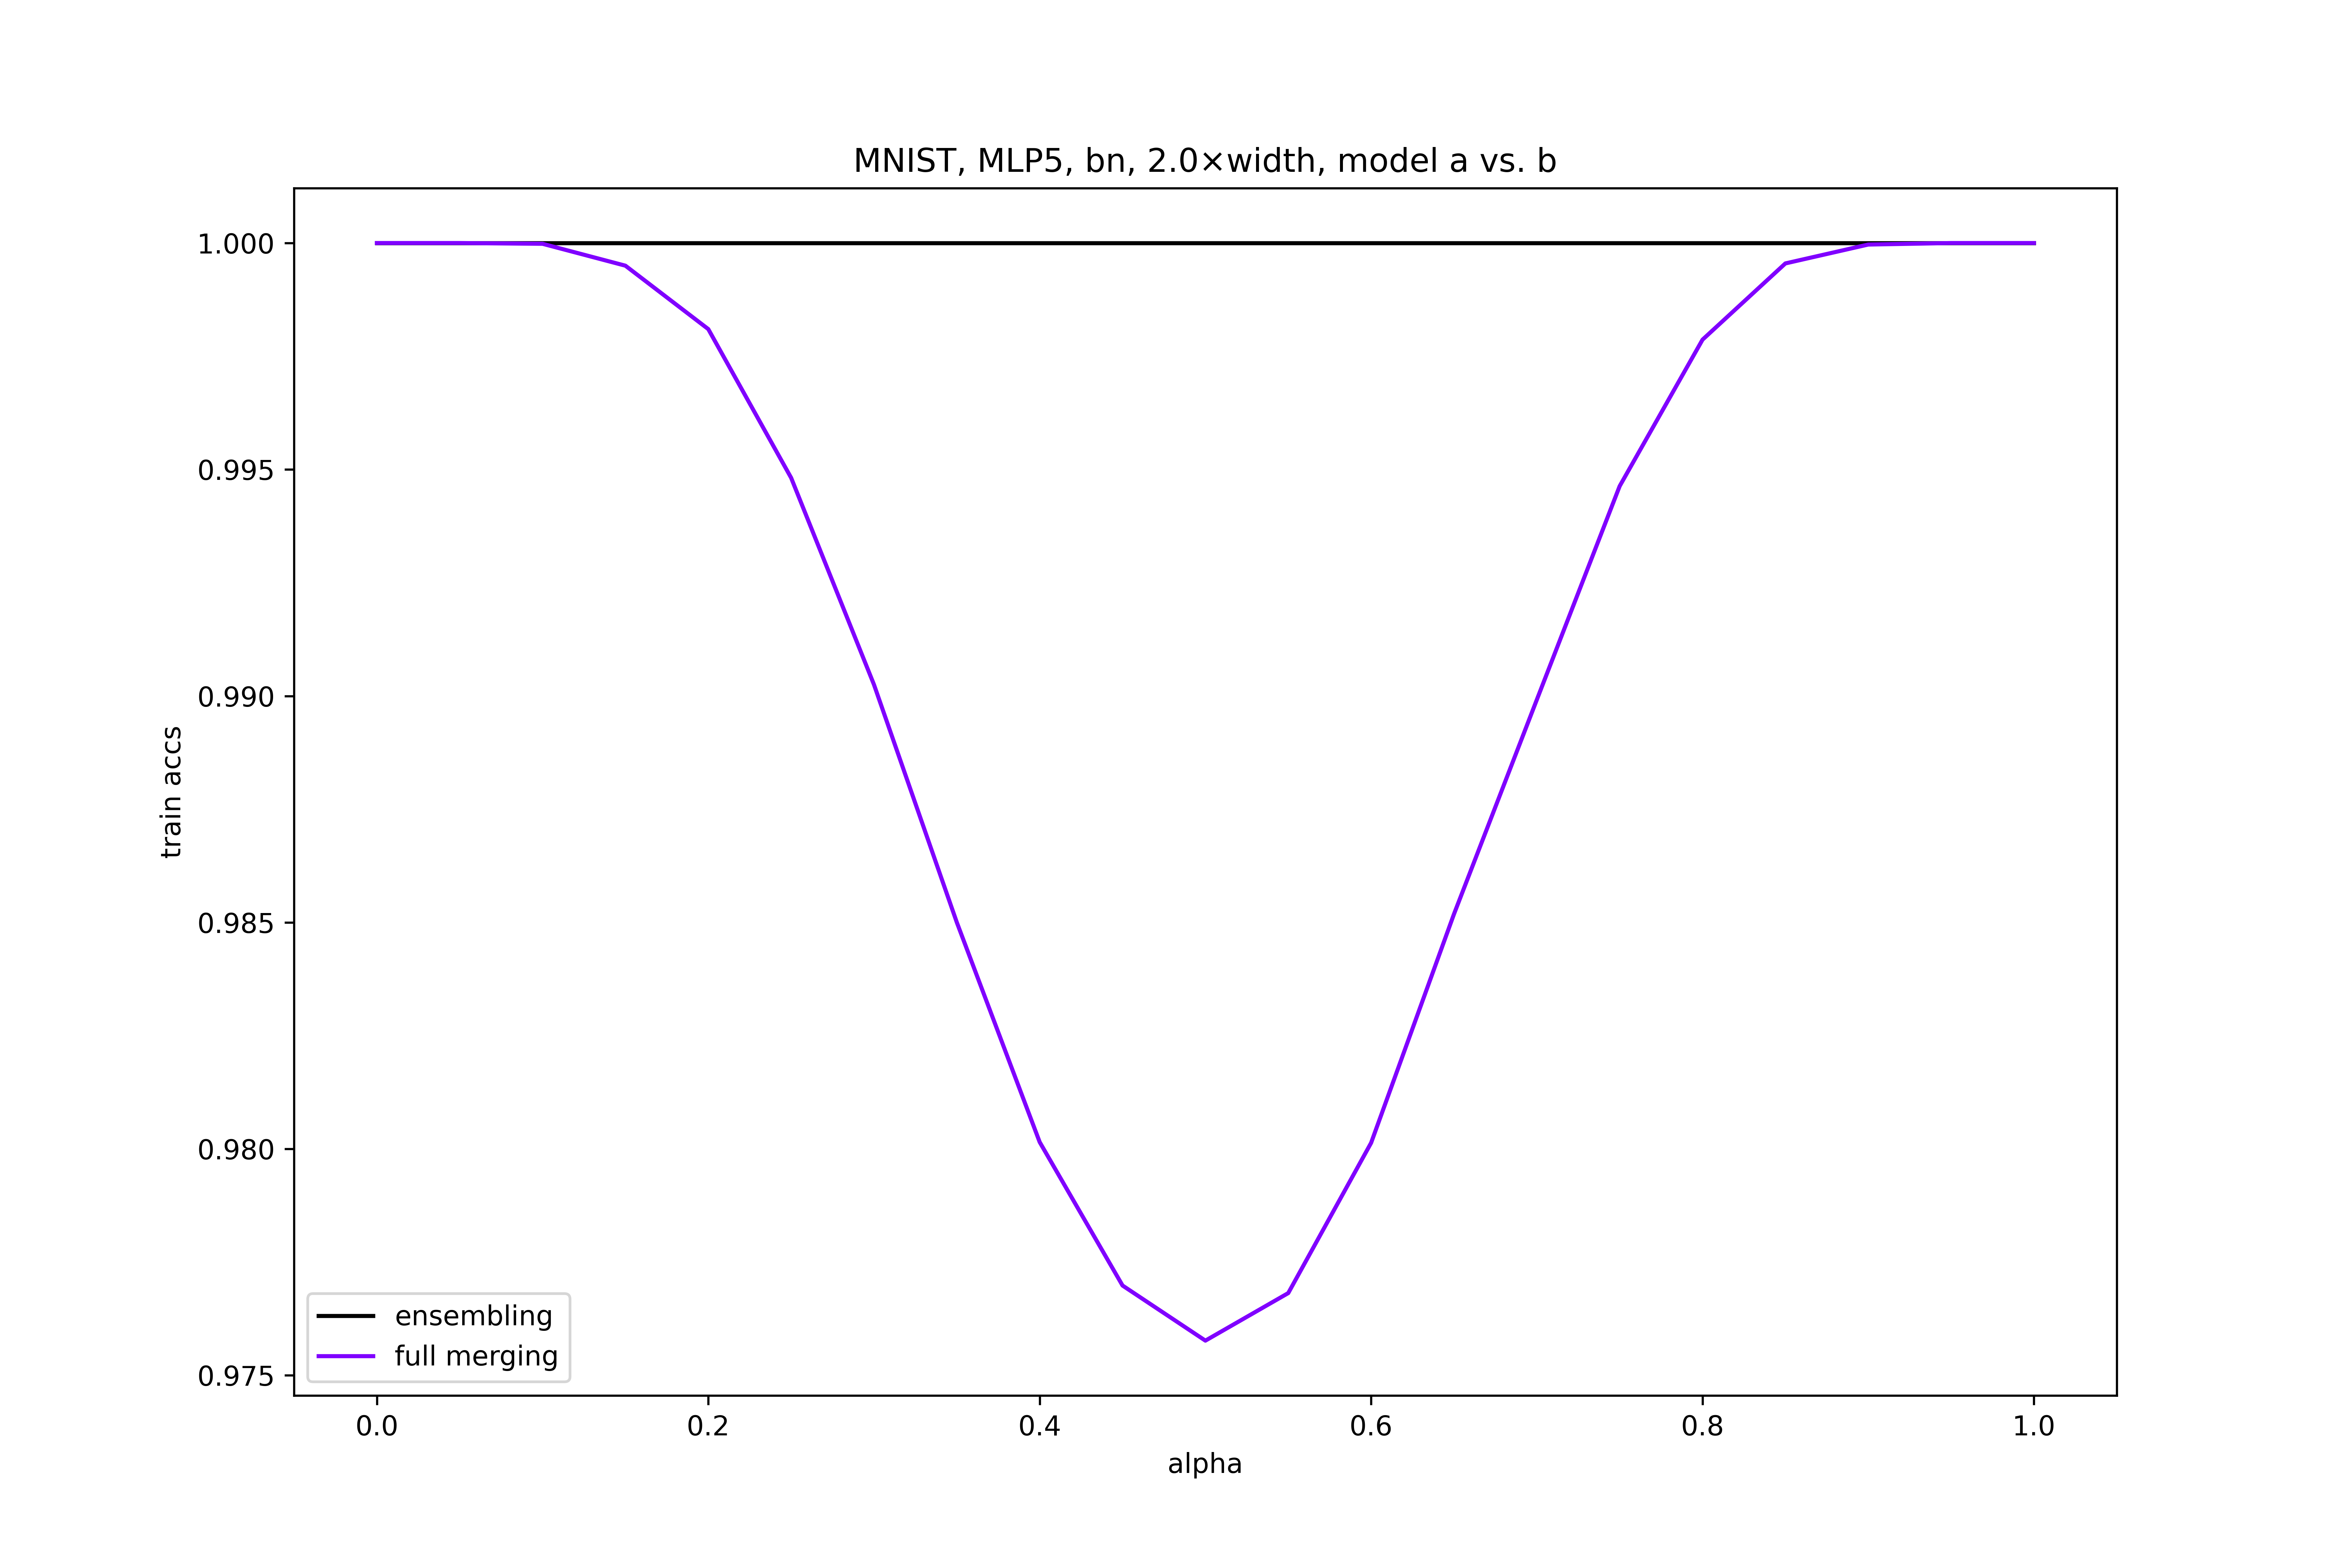 MNIST, MLP5, bn, 2.0×width, model a vs. b
1.000
0.995
0.990
0.985
0.980
0.975
train accs
ensembling
full merging
0.0 0.2 0.4 0.6 0.8 1.0
alpha